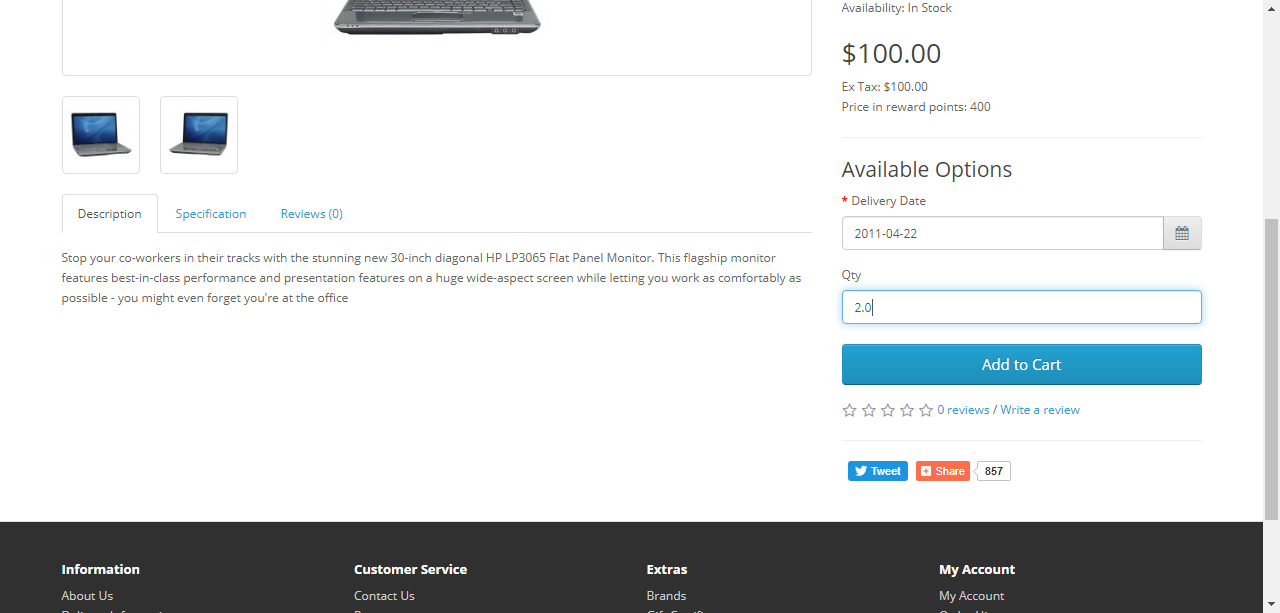 Availability: In Stock
$100.00
Ex Tax: $100.00
Price in reward points: 400
Available Options
* Delivery Date
2011-04-22
Qty
2.0
Add to Cart
0 reviews / Write a review
Tweet
Share
857
Description
Specification
Reviews (0)
Stop your co-workers in their tracks with the stunning new 30-inch diagonal HP LP3065 Flat Panel Monitor. This flagship monitor
features best-in-class performance and presentation features on a huge wide-aspect screen while letting you work as comfortably as
possible - you might even forget you're at the office
Information
About Us
Customer Service
Contact Us
Extras
Brands
My Account
My Account